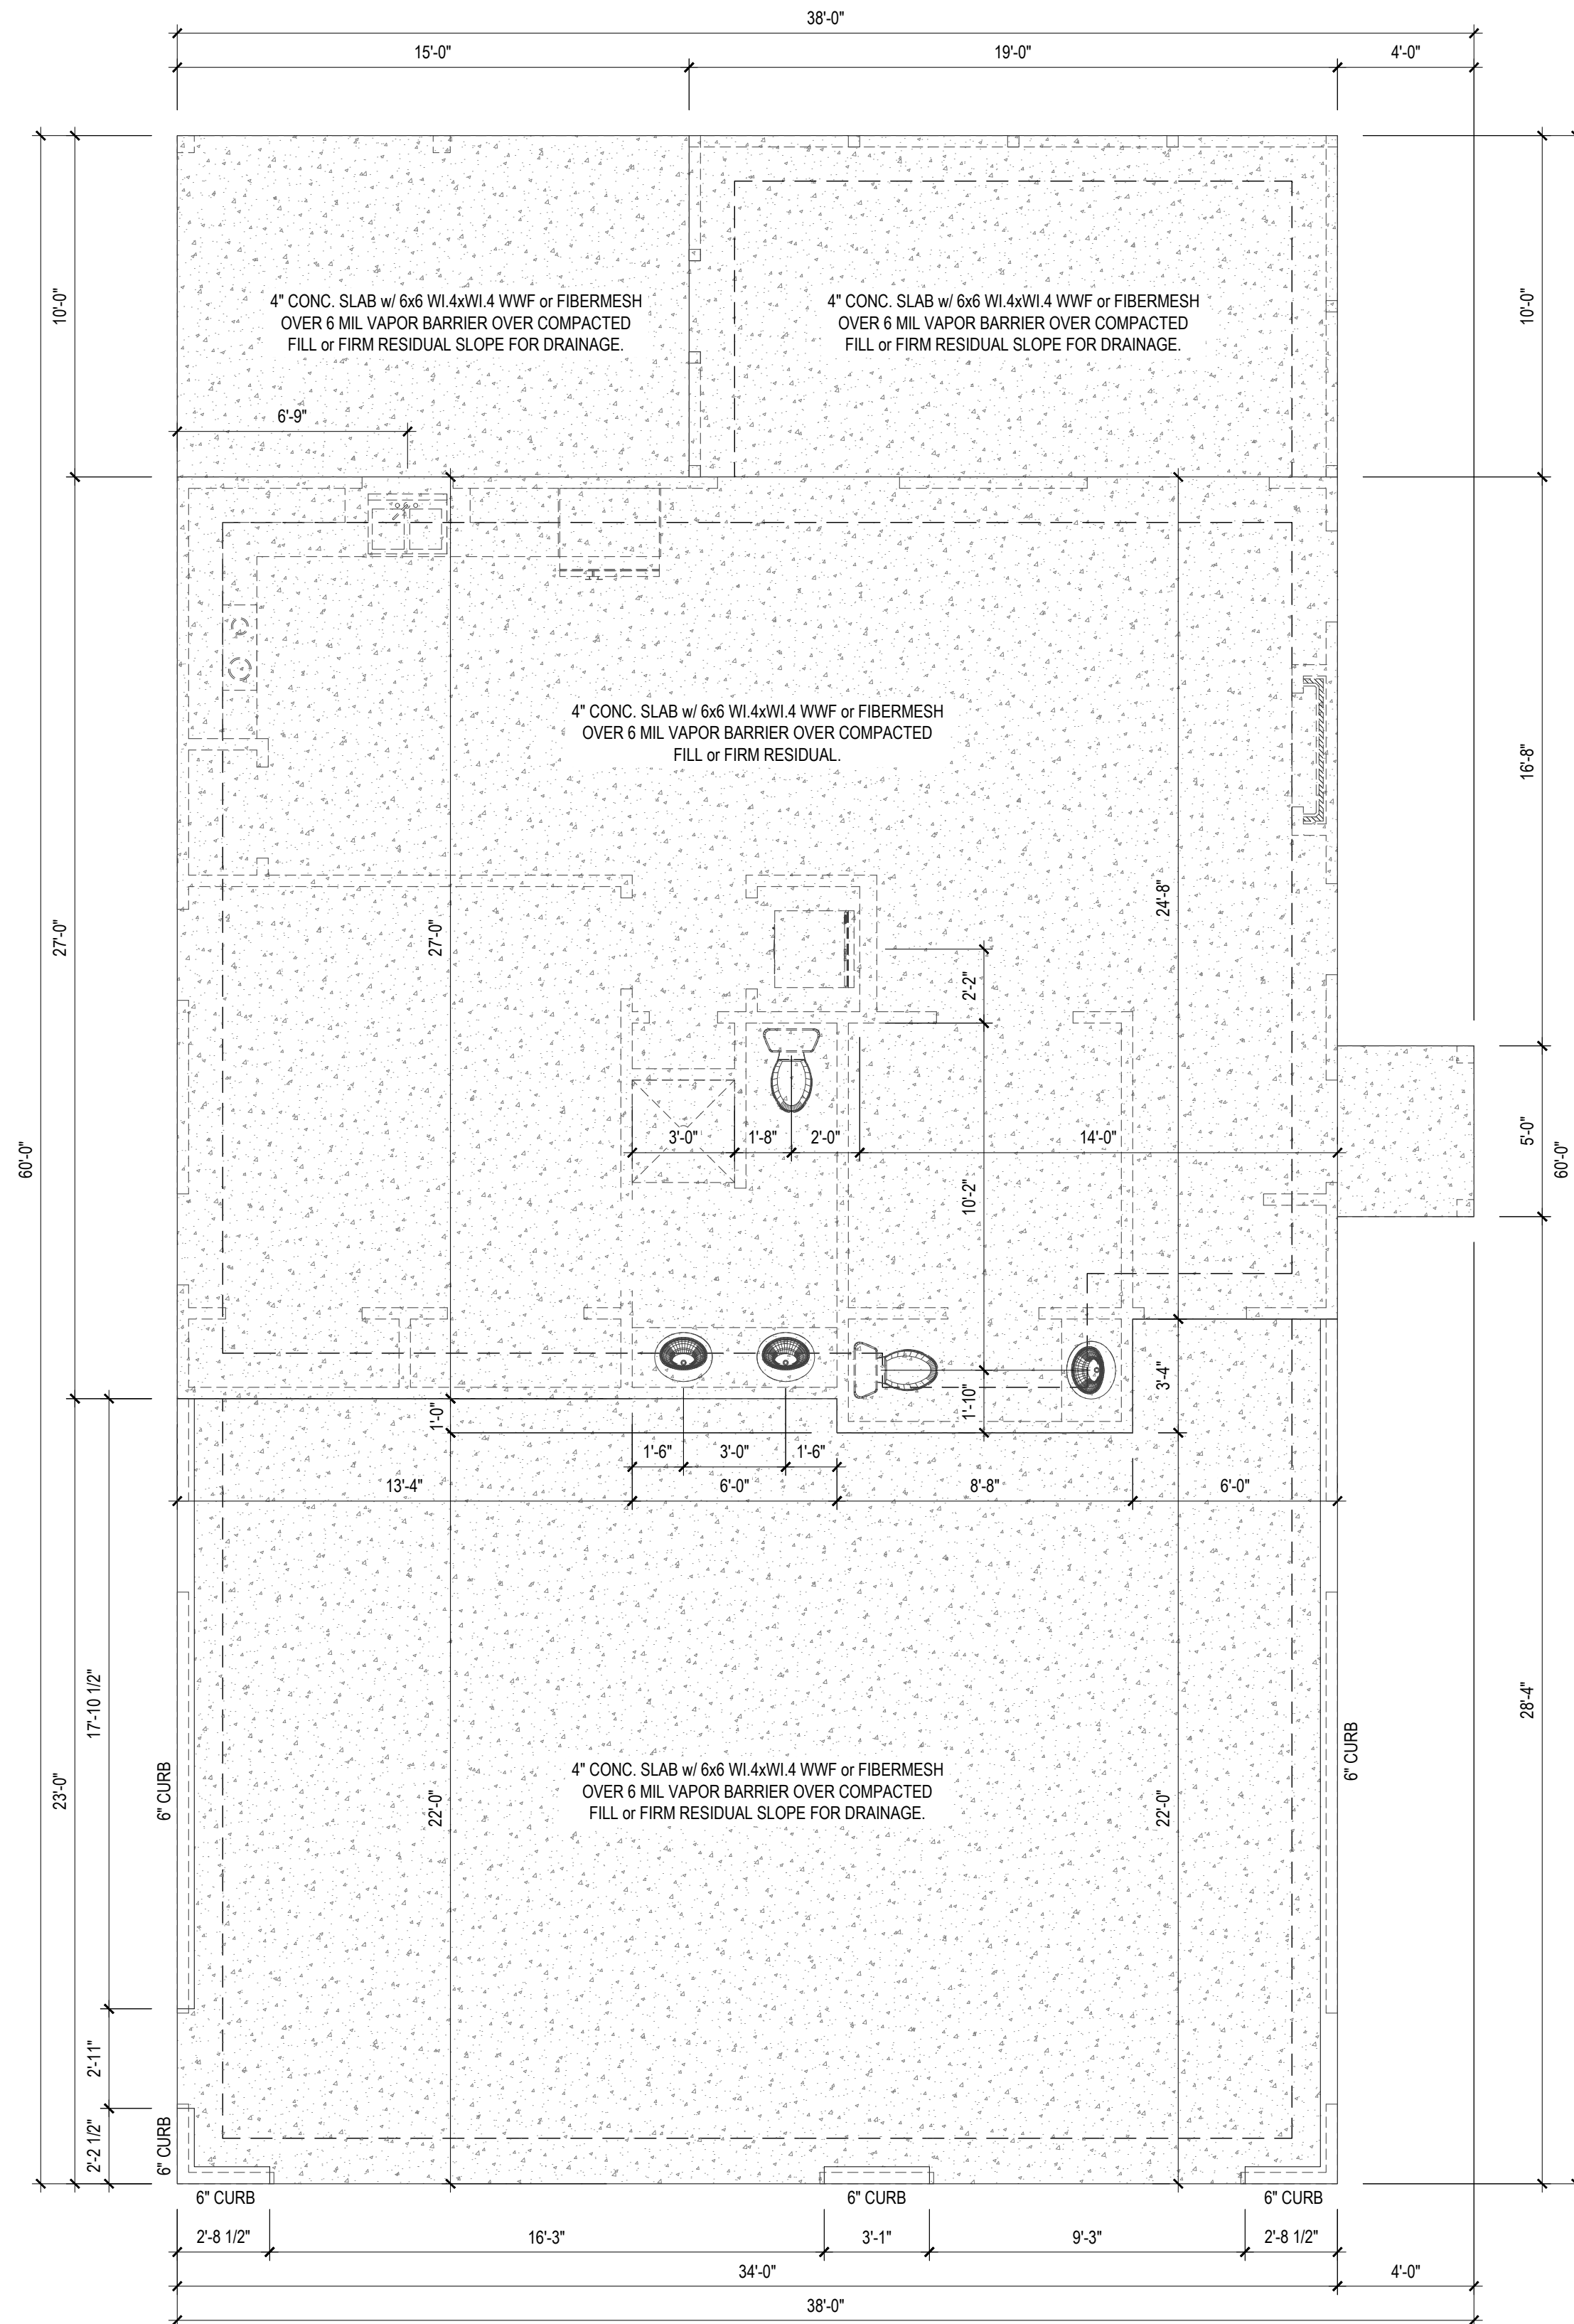 38'-0"
15'-0"
19'-0"
4'-0"
4" CONC. SLAB w/ 6x6 WI.4xWI.4 WWF or FIBERMESH
OVER 6 MIL VAPOR BARRIER OVER COMPACTED
FILL or FIRM RESIDUAL SLOPE FOR DRAINAGE.
4" CONC. SLAB w/ 6x6 WI.4xWI.4 WWF or FIBERMESH
OVER 6 MIL VAPOR BARRIER OVER COMPACTED
FILL or FIRM RESIDUAL SLOPE FOR DRAINAGE.
10'-0"
10'-0"
6'-9"
4" CONC. SLAB w/ 6x6 WI.4xWI.4 WWF or FIBERMESH
OVER 6 MIL VAPOR BARRIER OVER COMPACTED
FILL or FIRM RESIDUAL.
16'-8"
24'-8"
27'-0"
27'-0"
2'-2"
3'-0"
1'-8"
2'-0"
14'-0"
5'-0"
60'-0"
60'-0"
10'-2"
3'-4"
1'-10"
1'-0"
1'-6"
3'-0"
1'-6"
13'-4"
6'-0"
8'-8"
6'-0"
17'-10 1/2"
28'-4"
6" CURB
6" CURB
23'-0"
4" CONC. SLAB w/ 6x6 WI.4xWI.4 WWF or FIBERMESH
OVER 6 MIL VAPOR BARRIER OVER COMPACTED
FILL or FIRM RESIDUAL SLOPE FOR DRAINAGE.
22'-0"
22'-0"
2'-11"
2'-2 1/2"
6" CURB
6" CURB
6" CURB
6" CURB
2'-8 1/2"
16'-3"
3'-1"
9'-3"
2'-8 1/2"
34'-0"
4'-0"
38'-0"